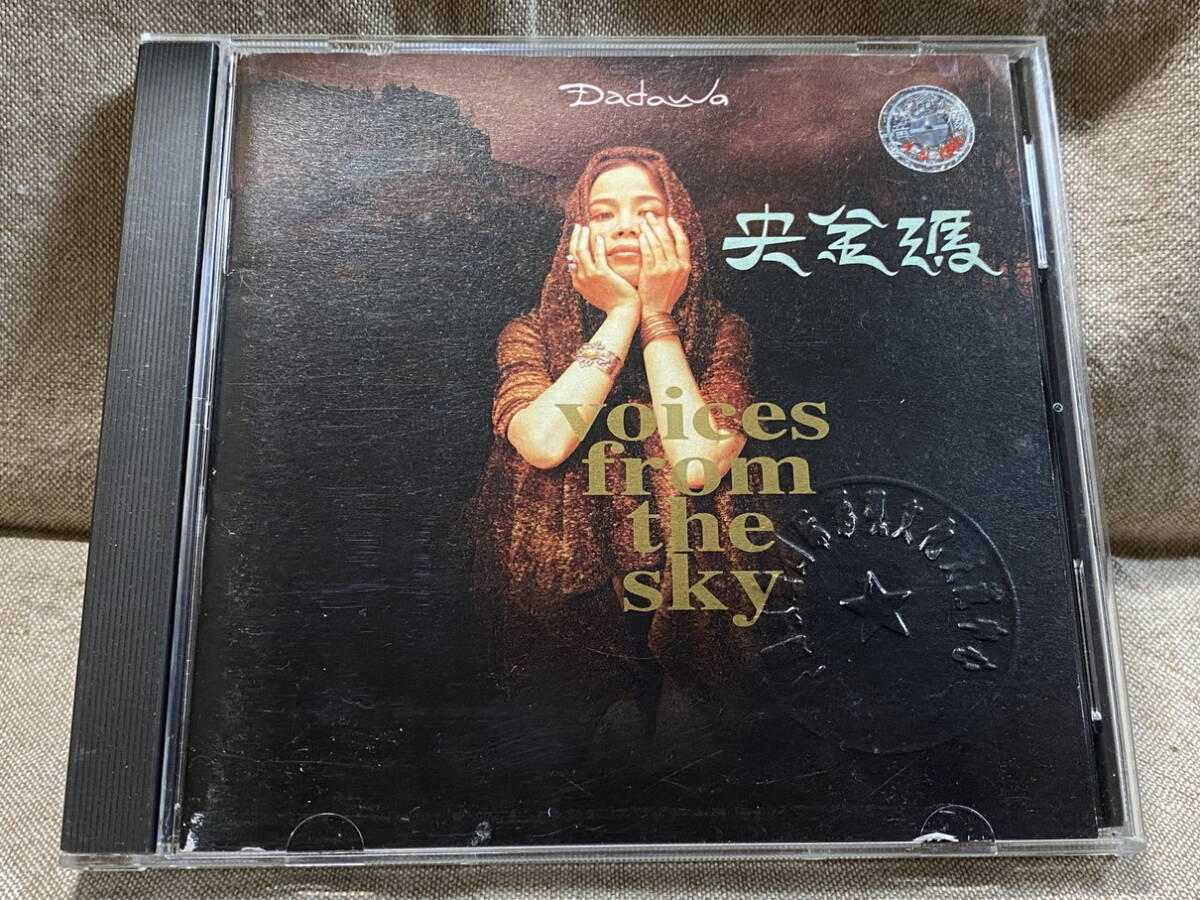 Dadawa
央金瑪
voices
from
the
sky